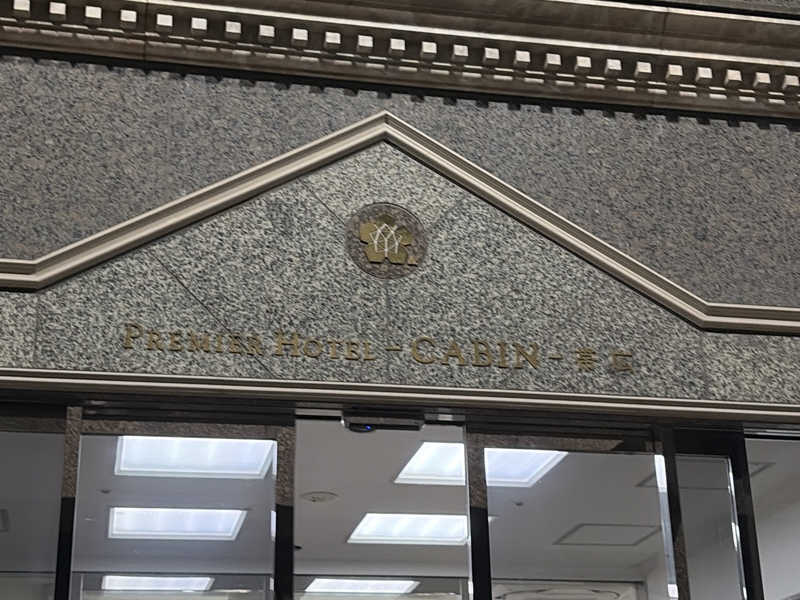 PREMIER HOTEL - CABIN - 帯広